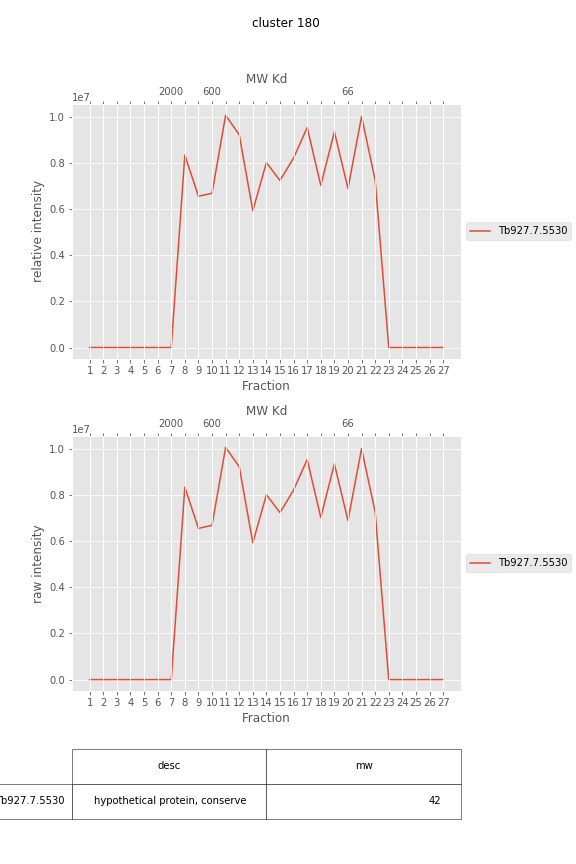 cluster 180
MW Kd
2000 600 66
1e7
1.0
0.8
0.6
0.4
0.2
0.0
relative intensity
Tb927.7.5530
1 2 3 4 5 6 7 8 9 10 11 12 13 14 15 16 17 18 19 20 21 22 23 24 25 26 27
Fraction
MW Kd
2000 600 66
1e7
1.0
0.8
0.6
0.4
0.2
0.0
raw intensity
Tb927.7.5530
1 2 3 4 5 6 7 8 9 10 11 12 13 14 15 16 17 18 19 20 21 22 23 24 25 26 27
Fraction
desc mw
b927.7.5530 hypothetical protein, conserve 42